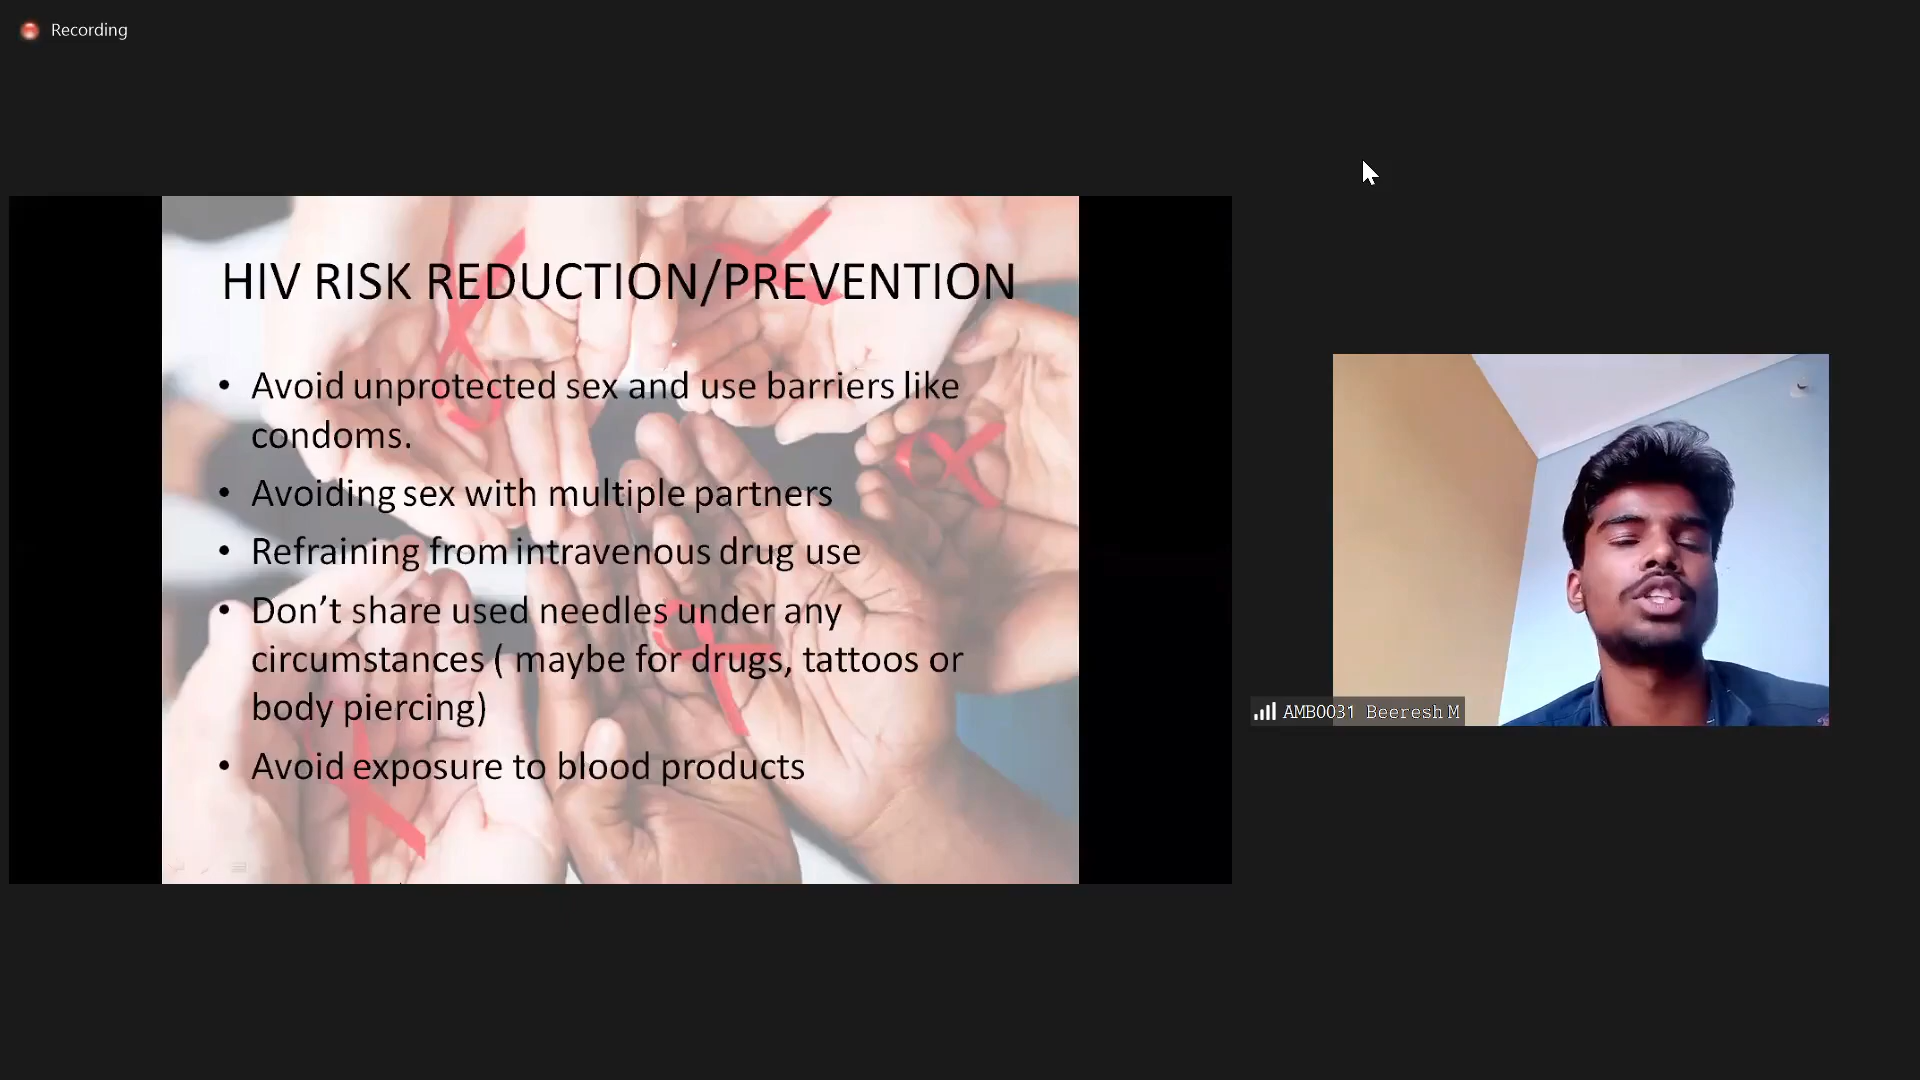 Recording
HIV RISK REDUCTION/PREVENTION
• Avoid unprotected sex and use barriers like
condoms.
• Avoiding sex with multiple partners
• Refraining from intravenous drug use
• Don’t share used needles under any
circumstances ( maybe for drugs, tattoos or
body piercing)
• Avoid exposure to blood products
AMB0031 Beeresh M